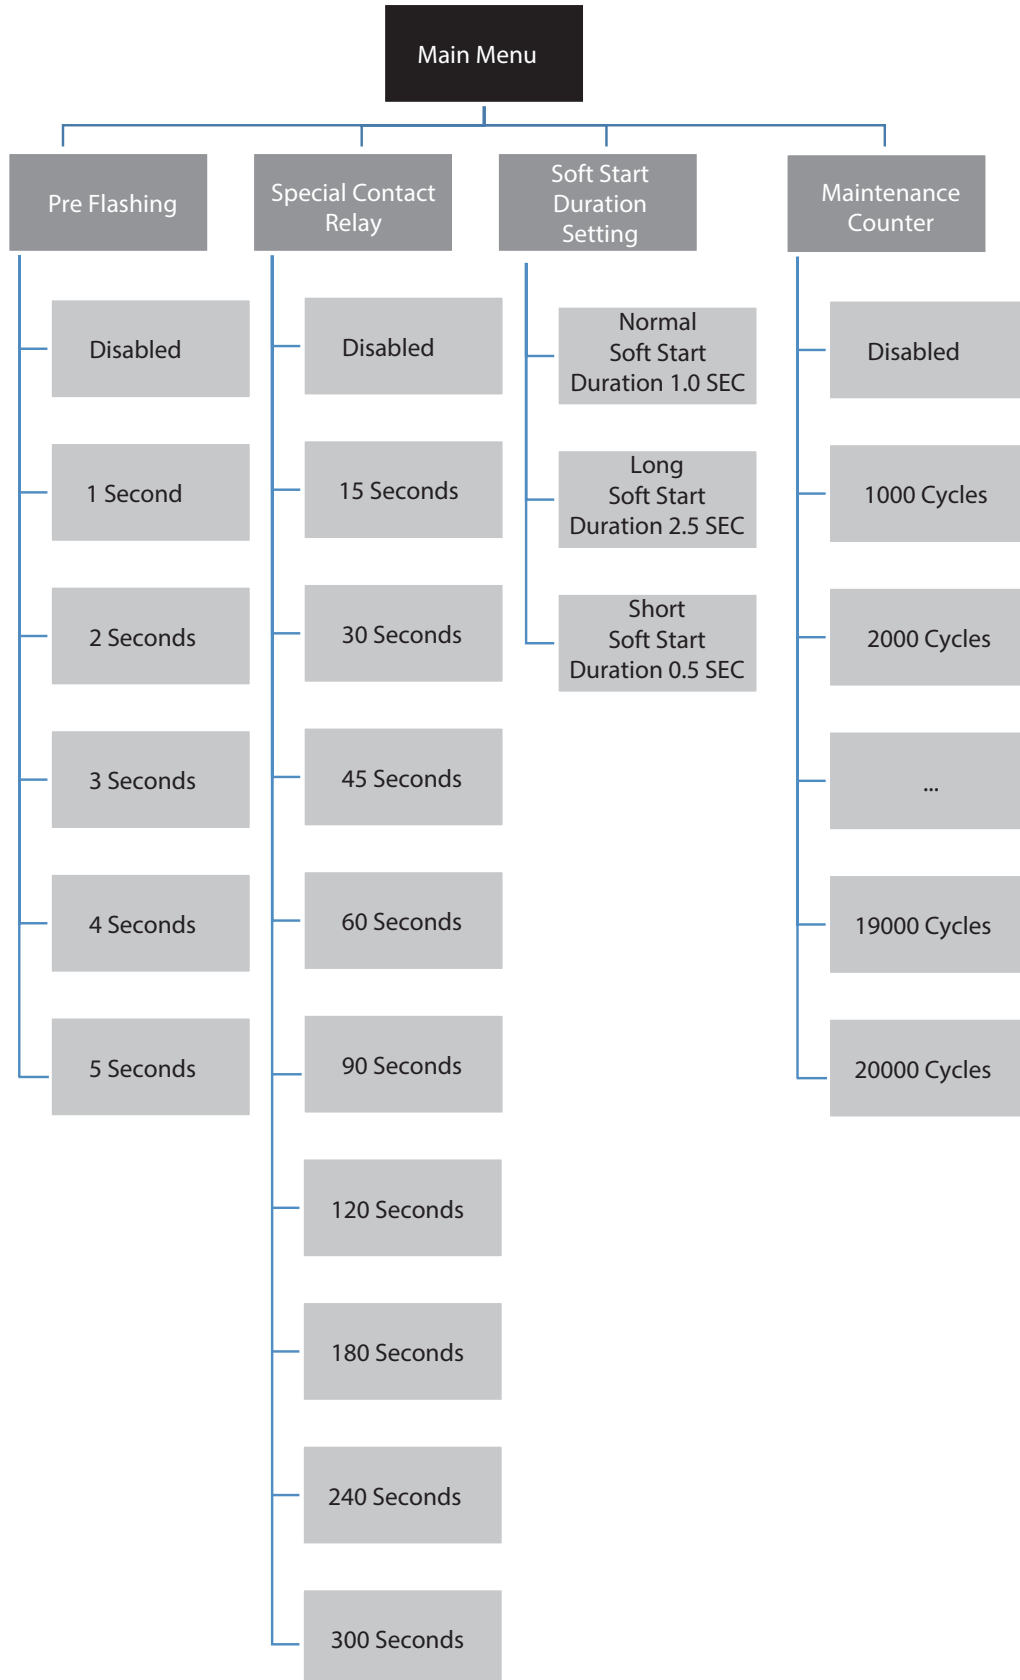 Main Menu
Pre Flashing
Special Contact
Relay
Soft Start
Duration
Setting
Maintenance
Counter
Disabled
1 Second
2 Seconds
3 Seconds
4 Seconds
5 Seconds
Disabled
15 Seconds
30 Seconds
45 Seconds
60 Seconds
90 Seconds
120 Seconds
180 Seconds
240 Seconds
300 Seconds
Normal
Soft Start
Duration 1.0 SEC
Long
Soft Start
Duration 2.5 SEC
Short
Soft Start
Duration 0.5 SEC
Disabled
1000 Cycles
2000 Cycles
...
19000 Cycles
20000 Cycles